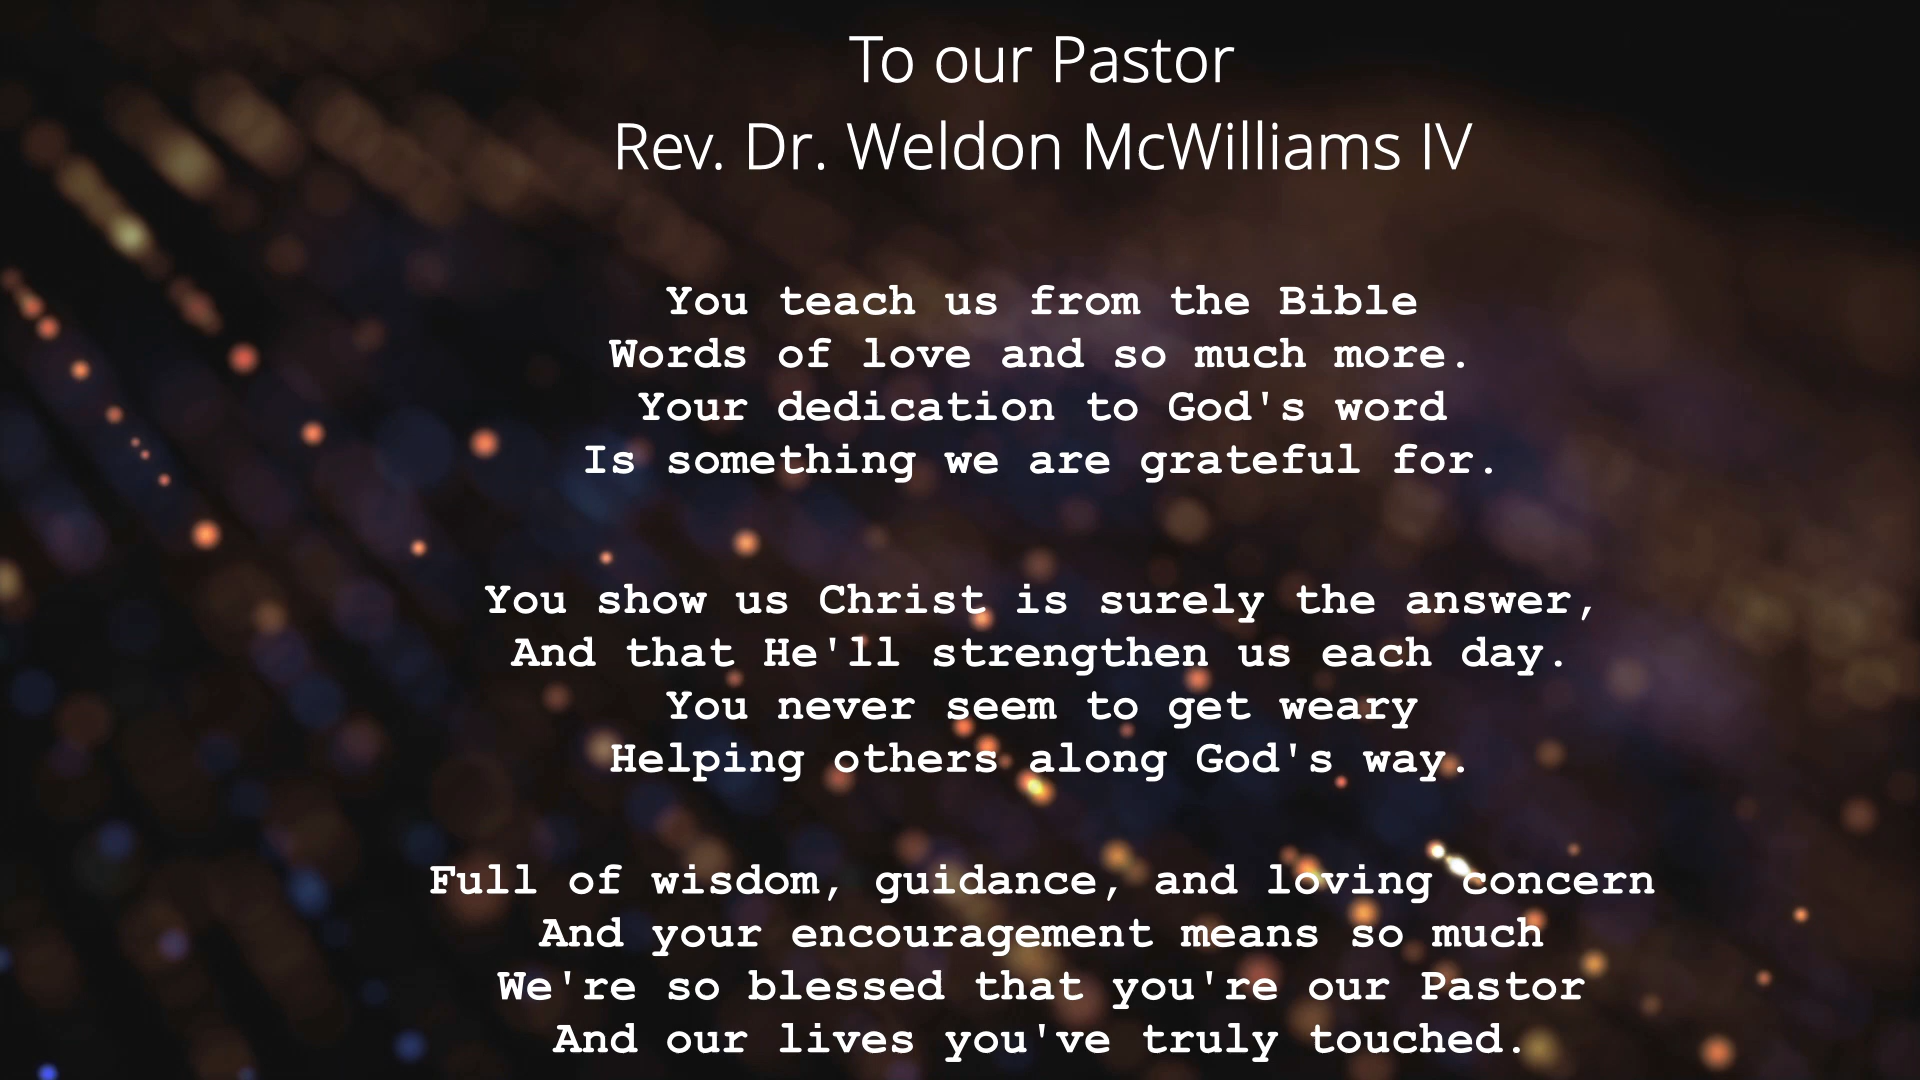 To our Pastor
Rev. Dr. Weldon McWilliams IV
You teach us from the Bible
Words of love and so much more.
Your dedication to God's word
Is something we are grateful for.
You show us Christ is surely the answer,
And that He'll strengthen us each day.
You never seem to get weary
Helping others along God's way.
Full of wisdom, guidance, and loving concern
And your encouragement means so much
We're so blessed that you're our Pastor
And our lives you've truly touched.